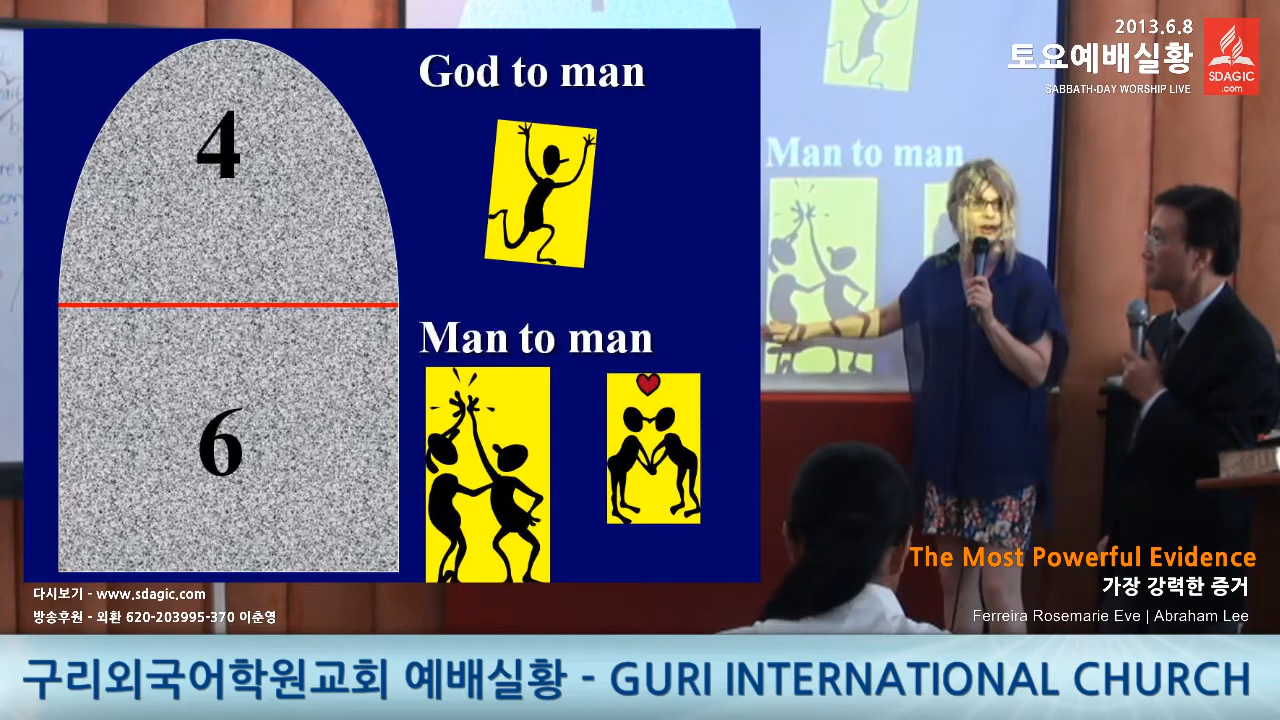 God to man
4
Man to man
6
Man to man
2013.6.8
토요예배실황
SABBATH-DAY WORSHIP LIVE
SDAGIC
.com
The Most Powerful Evidence
가장 강력한 증거
Ferreira Rosemarie Eve | Abraham Lee
다시보기 - www.sdagic.com
방송후원 - 외환 620-203995-370 이춘영
구리외국어학원교회 예배실황 - GURI INTERNATIONAL CHURCH